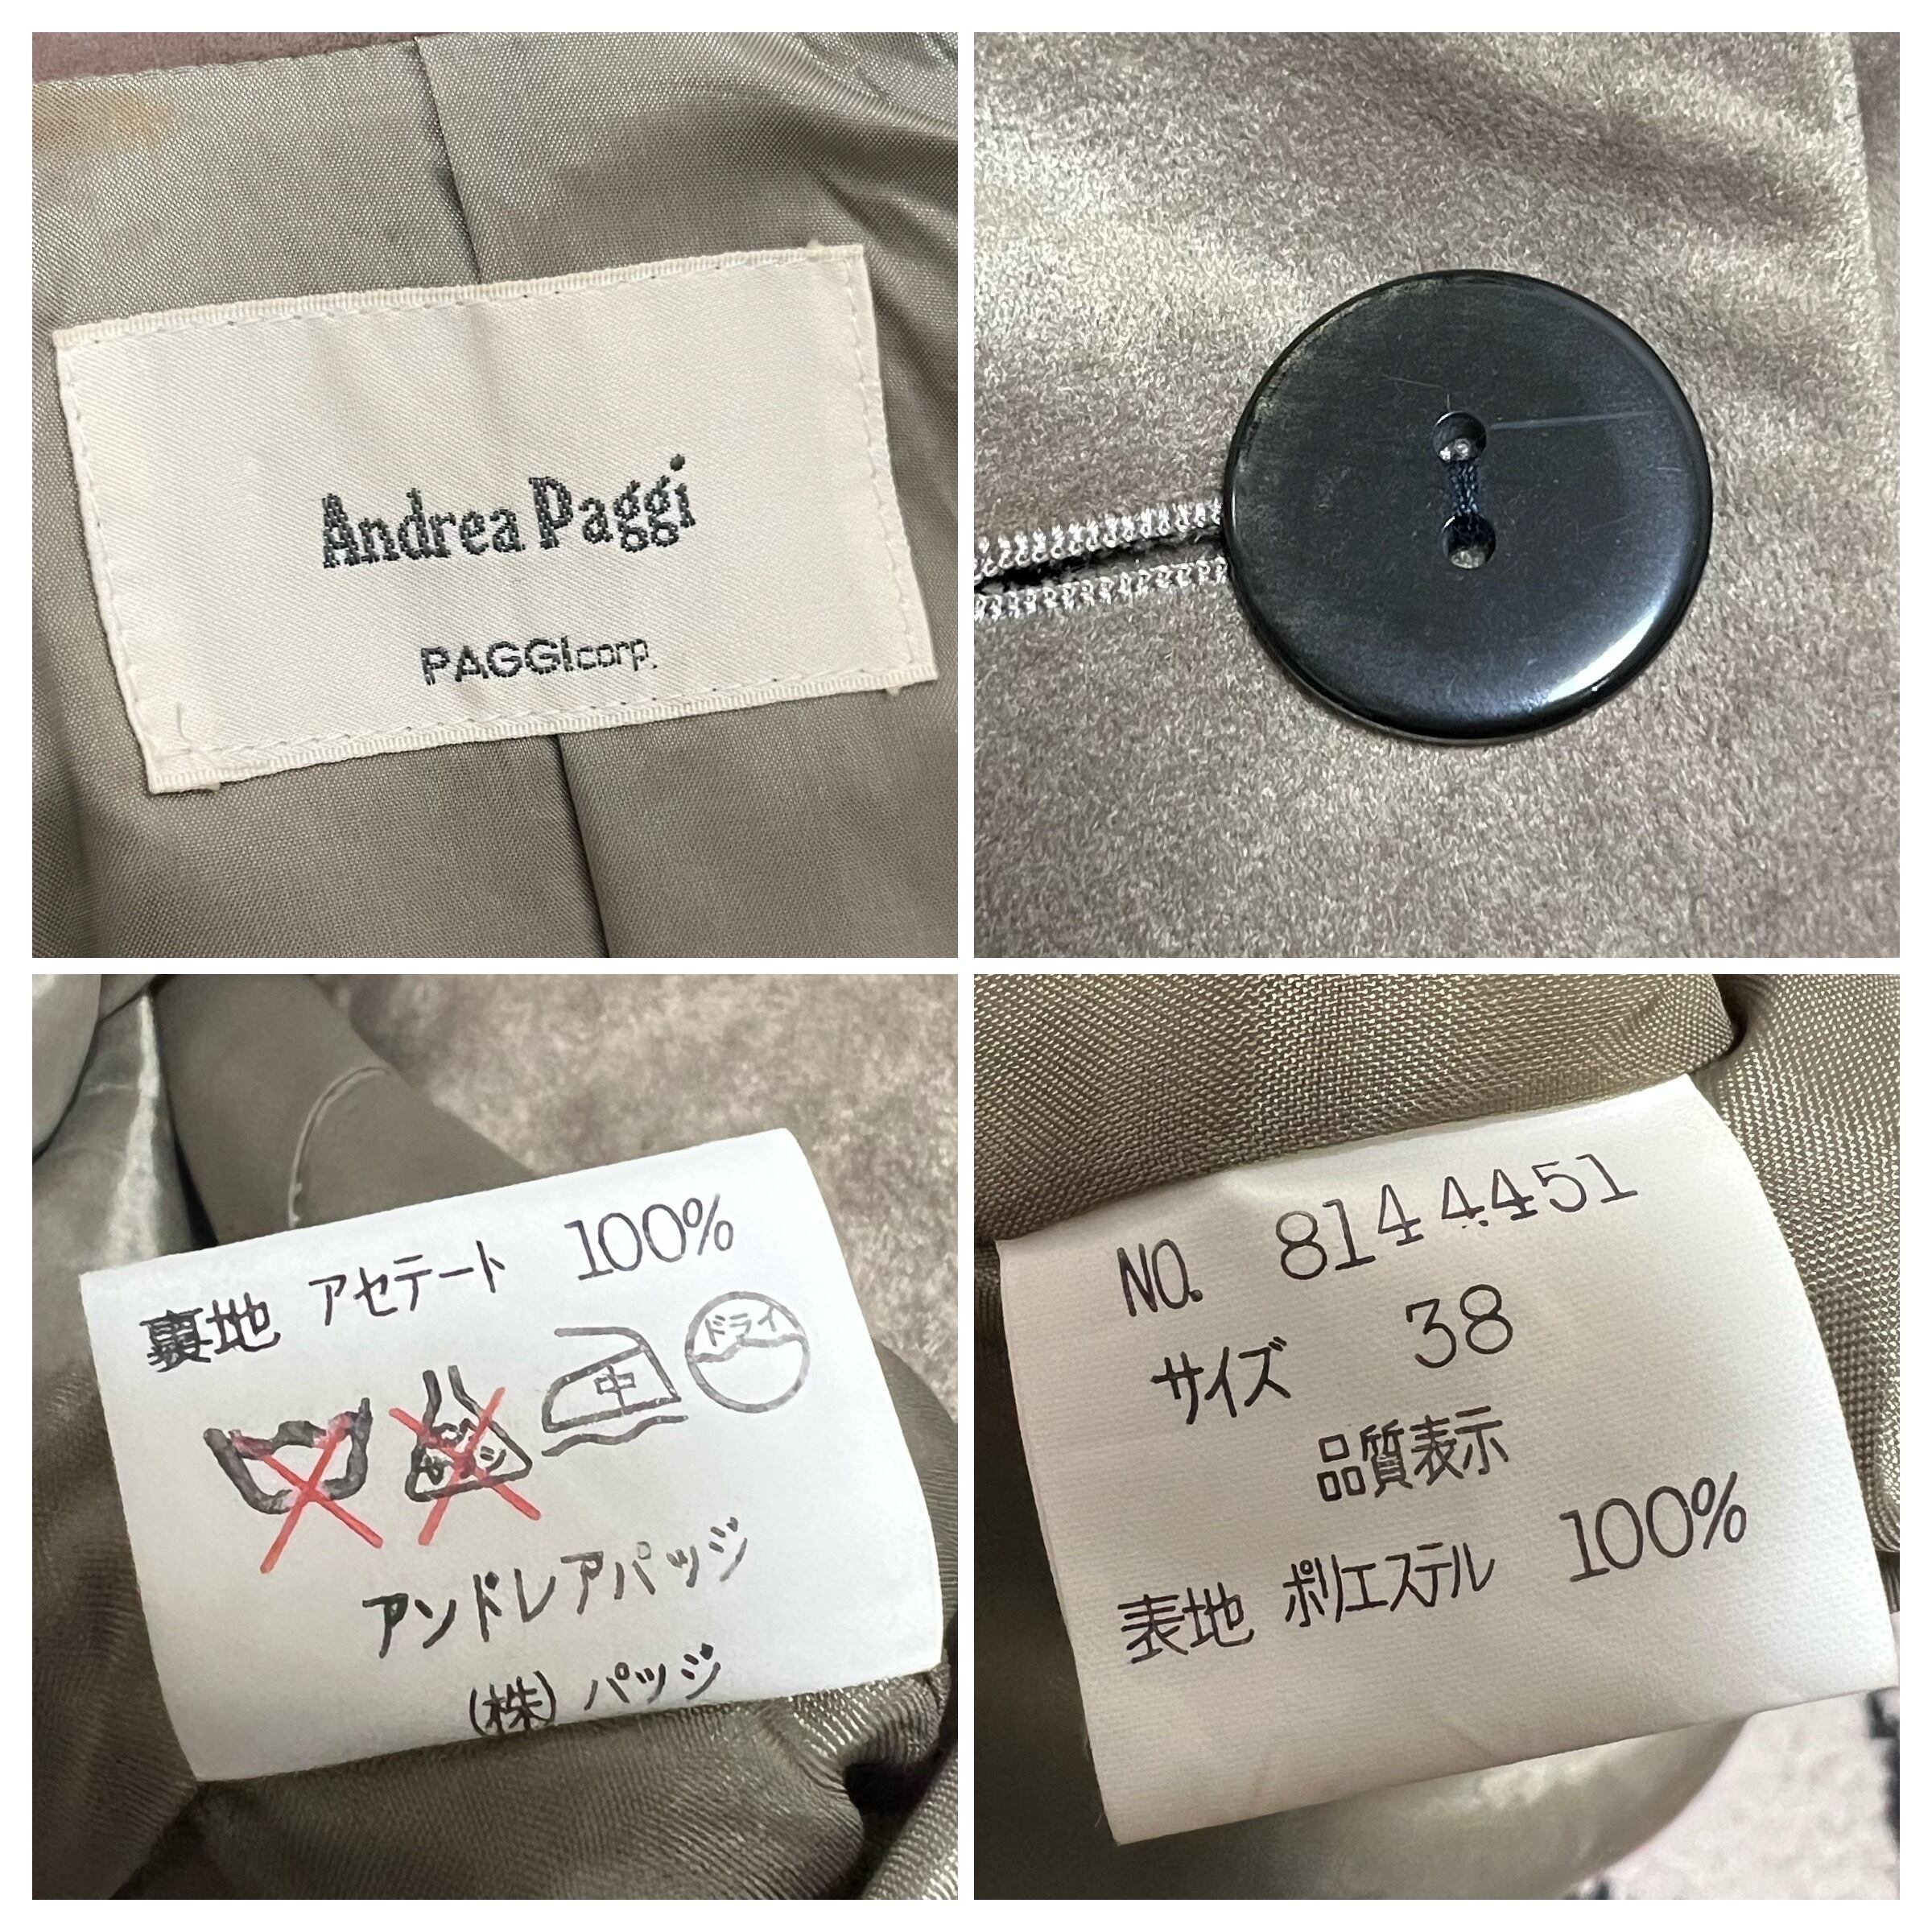 Andrea Paggi
PAGGIcorp.
裏地 アセテート 100%
中
ドライ
アンドレアパッジ
(株) パッジ
NO. 8144451
サイズ 38
品質表示
表地 ポリエステル 100%